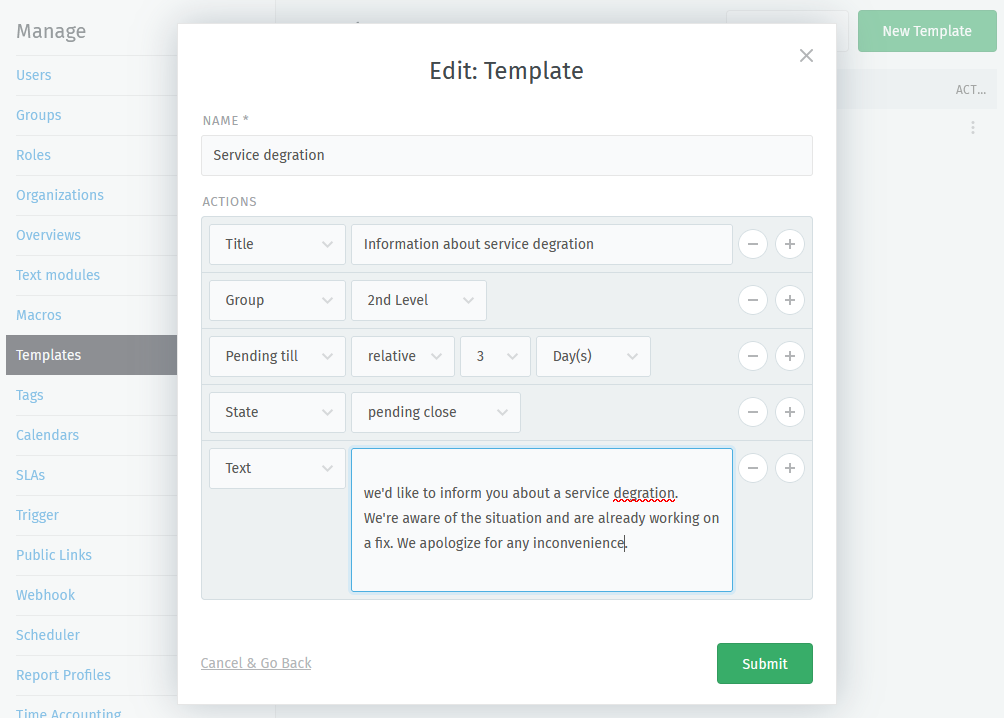 Manage
New Template
Edit: Template
ACT...
Users
Groups
Roles
Organizations
Overviews
Text modules
Macros
Templates
Tags
Calendars
SLAs
Trigger
Public Links
Webhook
Scheduler
Report Profiles
Time Accounting
NAME *
Service degration
ACTIONS
Title
Information about service degration
Group
2nd Level
Pending till
relative
3
Day(s)
State
pending close
Text
we'd like to inform you about a service degration.
We're aware of the situation and are already working on
a fix. We apologize for any inconvenience.
Cancel & Go Back
Submit